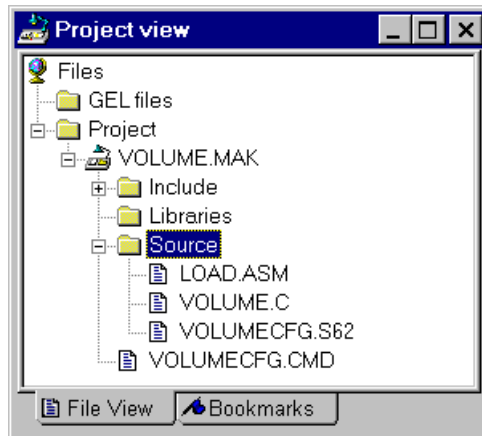 Project view
Files
GEL files
Project
VOLUME.MAK
Include
Libraries
Source
LOAD.ASM
VOLUME.C
VOLUMECFG.S62
VOLUMECFG.CMD
File View Bookmarks